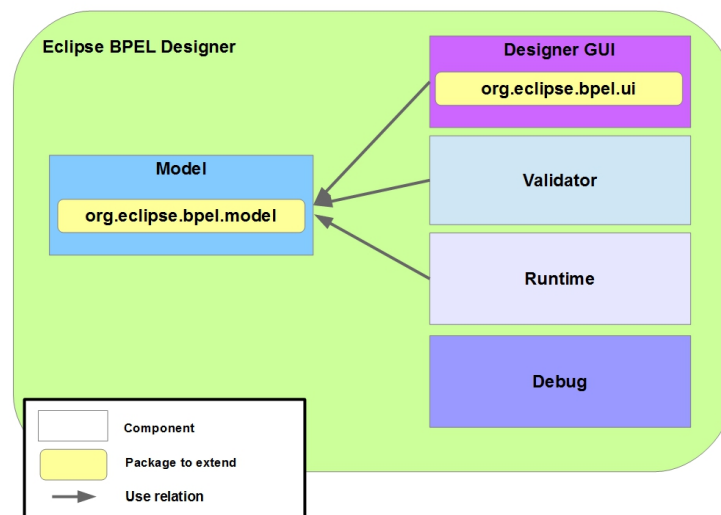 Eclipse BPEL Designer
Designer GUI
org.eclipse.bpel.ui
Model
org.eclipse.bpel.model
Validator
Runtime
Debug
Component
Package to extend
Use relation